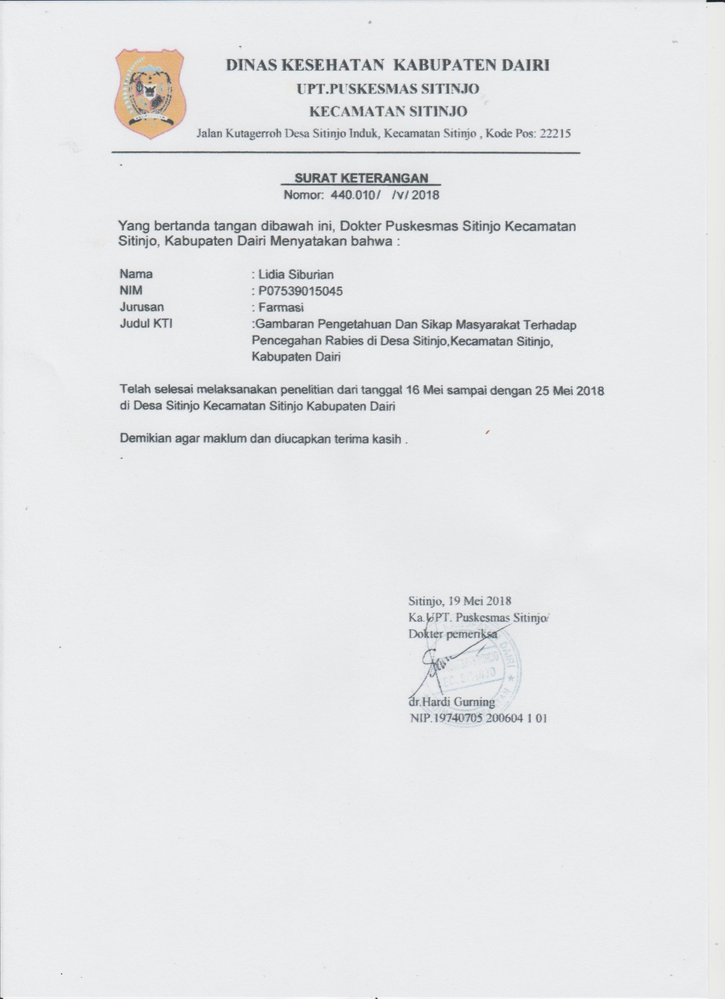 DINAS KESEHATAN KABUPATEN DAIRI
UPT.PUSKESMAS SITINJO
KECAMATAN SITINJO
Jalan Kutagerroh Desa Sitinjo Induk, Kecamatan Sitinjo , Kode Pos: 22215
SURAT KETERANGAN
Nomor: 440.010/ /v/ 2018
Yang bertanda tangan dibawah ini, Dokter Puskesmas Sitinjo Kecamatan
Sitinjo, Kabupaten Dairi Menyatakan bahwa :
Nama : Lidia Siburian
NIM : P07539015045
Jurusan : Farmasi
Judul KTI :Gambaran Pengetahuan Dan Sikap Masyarakat Terhadap
Pencegahan Rabies di Desa Sitinjo,Kecamatan Sitinjo,
Kabupaten Dairi
Telah selesai melaksanakan penelitian dari tanggal 16 Mei sampai dengan 25 Mei 2018
di Desa Sitinjo Kecamatan Sitinjo Kabupaten Dairi
Demikian agar maklum dan diucapkan terima kasih .
Sitinjo, 19 Mei 2018
Ka.UPT. Puskesmas Sitinjo
Dokter pemeriksa
DAIRI
dr.Hardi Gurning
NIP.19740705 200604 1 01